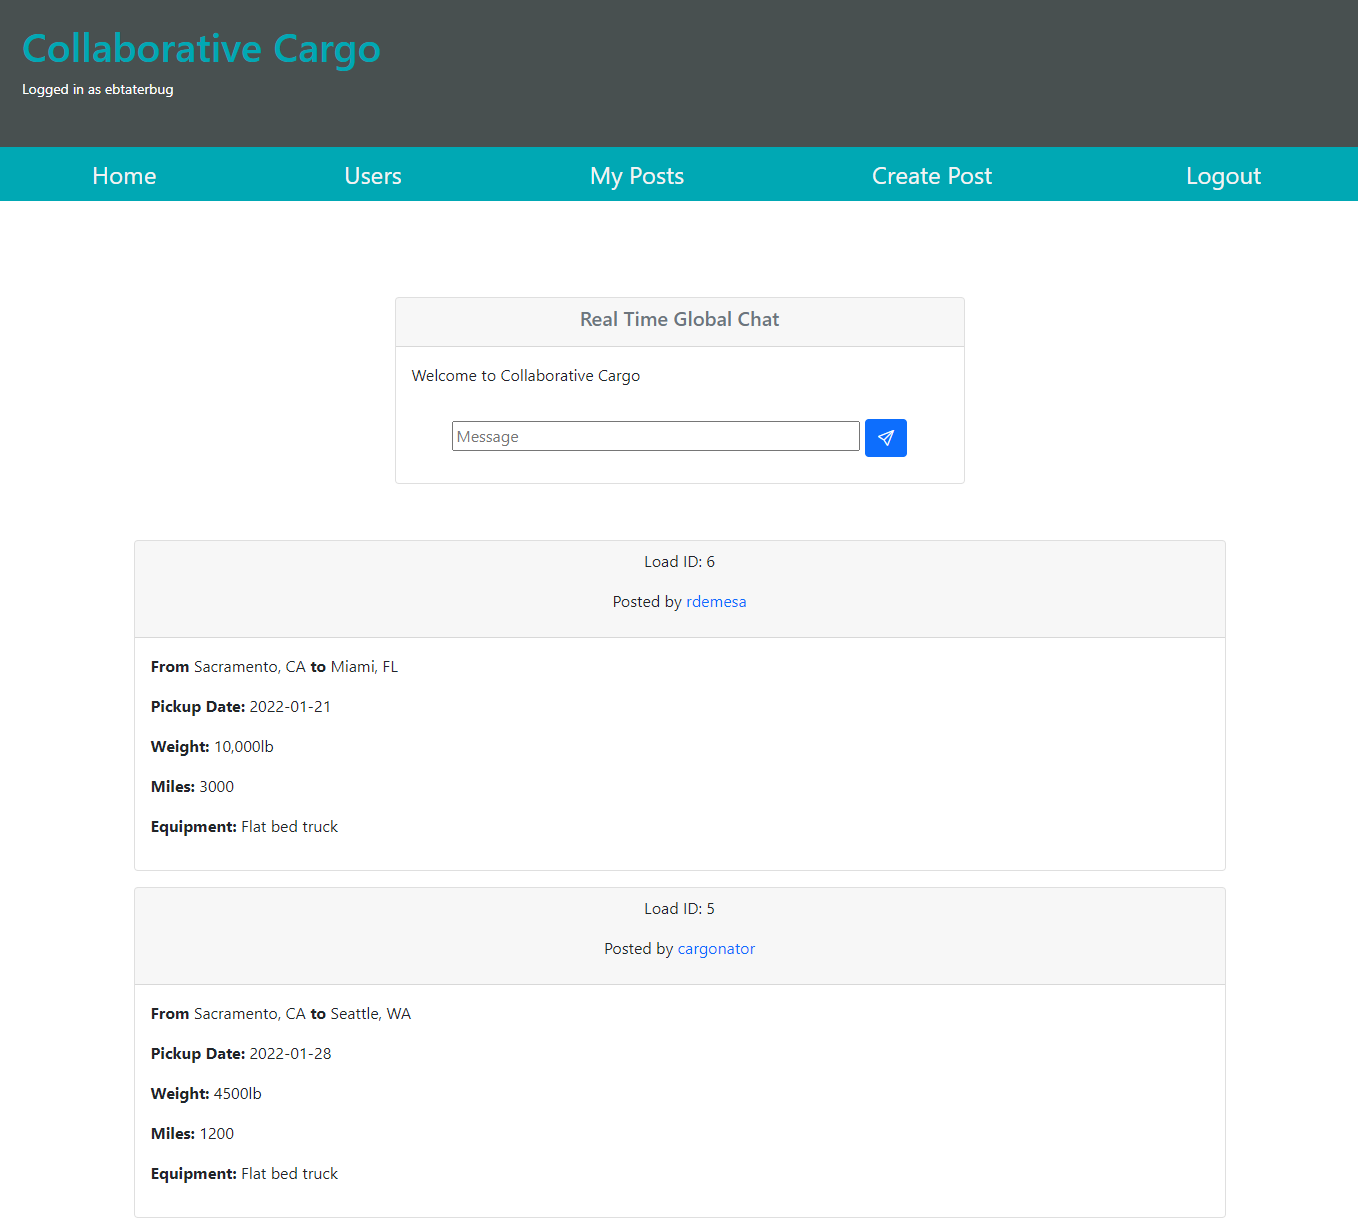 Collaborative Cargo
Logged in as ebtaterbug
Home Users My Posts Create Post Logout
Real Time Global Chat
Welcome to Collaborative Cargo
Message
Load ID: 6
Posted by rdemesa
From Sacramento, CA to Miami, FL
Pickup Date: 2022-01-21
Weight: 10,000lb
Miles: 3000
Equipment: Flat bed truck
Load ID: 5
Posted by cargonator
From Sacramento, CA to Seattle, WA
Pickup Date: 2022-01-28
Weight: 4500lb
Miles: 1200
Equipment: Flat bed truck